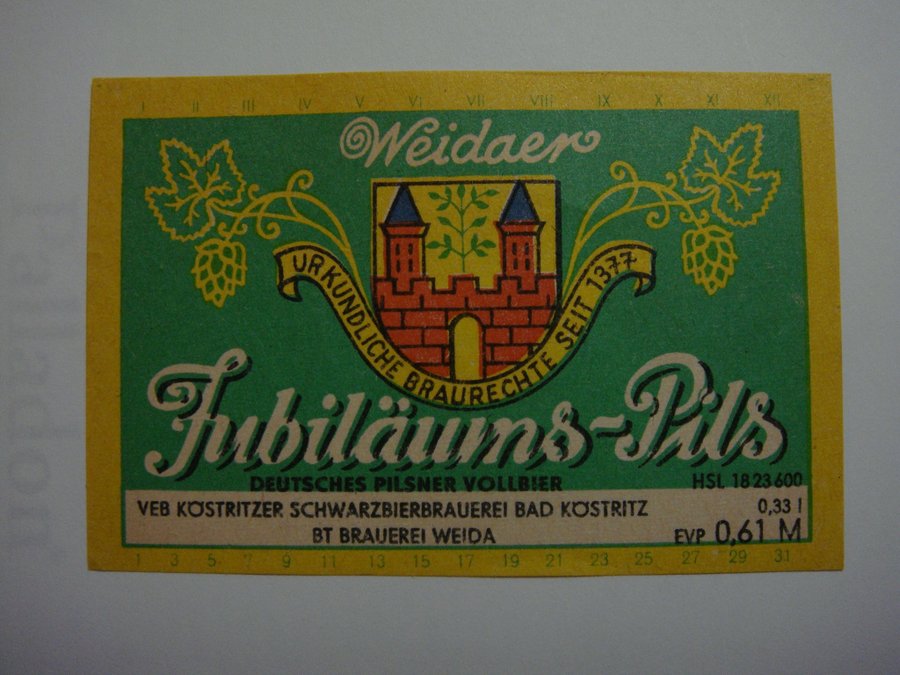 I II III IV V VI VII VIII IX X XI XII
Weidaer
URKUNDLICHE BRAURECHTE SEIT 1377
Jubiläums-Pils
DEUTSCHES PILSNER VOLLBIER
HSL 18 23 600
VEB KÖSTRITZER SCHWARZBIERBRAUEREI BAD KÖSTRITZ
0,33 l
BT BRAUEREI WEIDA
EVP 0,61 M
1 3 5 7 9 11 13 15 17 19 21 23 25 27 29 31